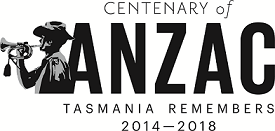 CENTENARY of
ANZAC
TASMANIA REMEMBERS
2014—2018